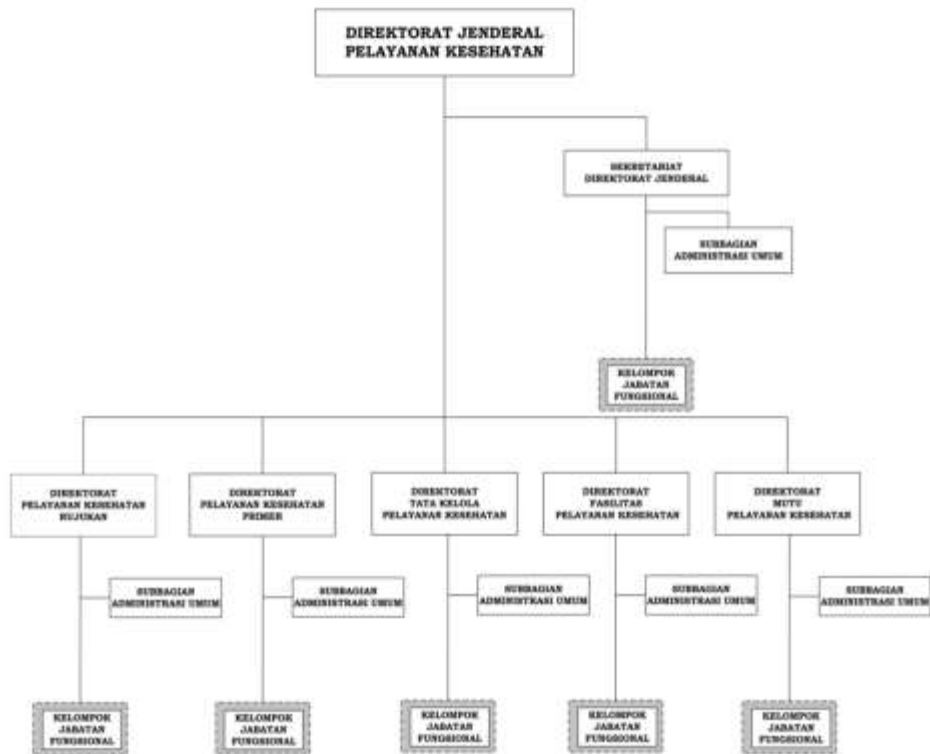 DIREKTORAT JENDERAL
PELAYANAN KESEHATAN
SEKRETARIAT
DIREKTORAT JENDERAL
SUBBAGIAN
ADMINISTRASI UMUM
KELOMPOK
JABATAN
FUNGSIONAL
DIREKTORAT
PELAYANAN KESEHATAN
RUJUKAN
DIREKTORAT
PELAYANAN KESEHATAN
PRIMER
DIREKTORAT
TATA KELOLA
PELAYANAN KESEHATAN
DIREKTORAT
FASILITAS
PELAYANAN KESEHATAN
DIREKTORAT
MUTU
PELAYANAN KESEHATAN
SUBBAGIAN
ADMINISTRASI UMUM
SUBBAGIAN
ADMINISTRASI UMUM
SUBBAGIAN
ADMINISTRASI UMUM
SUBBAGIAN
ADMINISTRASI UMUM
SUBBAGIAN
ADMINISTRASI UMUM
KELOMPOK
JABATAN
FUNGSIONAL
KELOMPOK
JABATAN
FUNGSIONAL
KELOMPOK
JABATAN
FUNGSIONAL
KELOMPOK
JABATAN
FUNGSIONAL
KELOMPOK
JABATAN
FUNGSIONAL